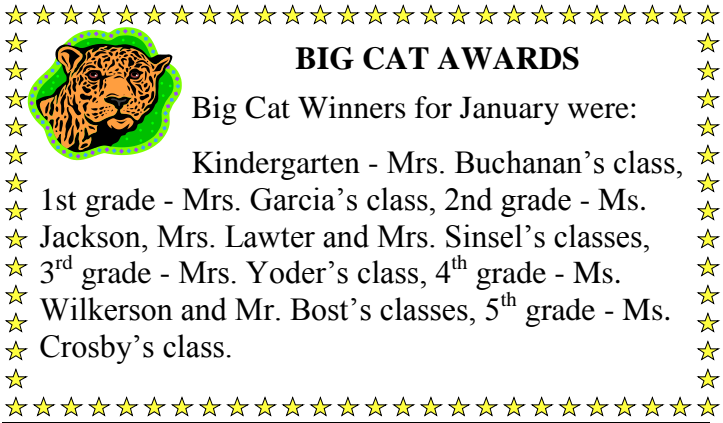 BIG CAT AWARDS
Big Cat Winners for January were:
Kindergarten - Mrs. Buchanan’s class,
1st grade - Mrs. Garcia’s class, 2nd grade - Ms.
Jackson, Mrs. Lawter and Mrs. Sinsel’s classes,
3rd grade - Mrs. Yoder’s class, 4th grade - Ms.
Wilkerson and Mr. Bost’s classes, 5th grade - Ms.
Crosby’s class.